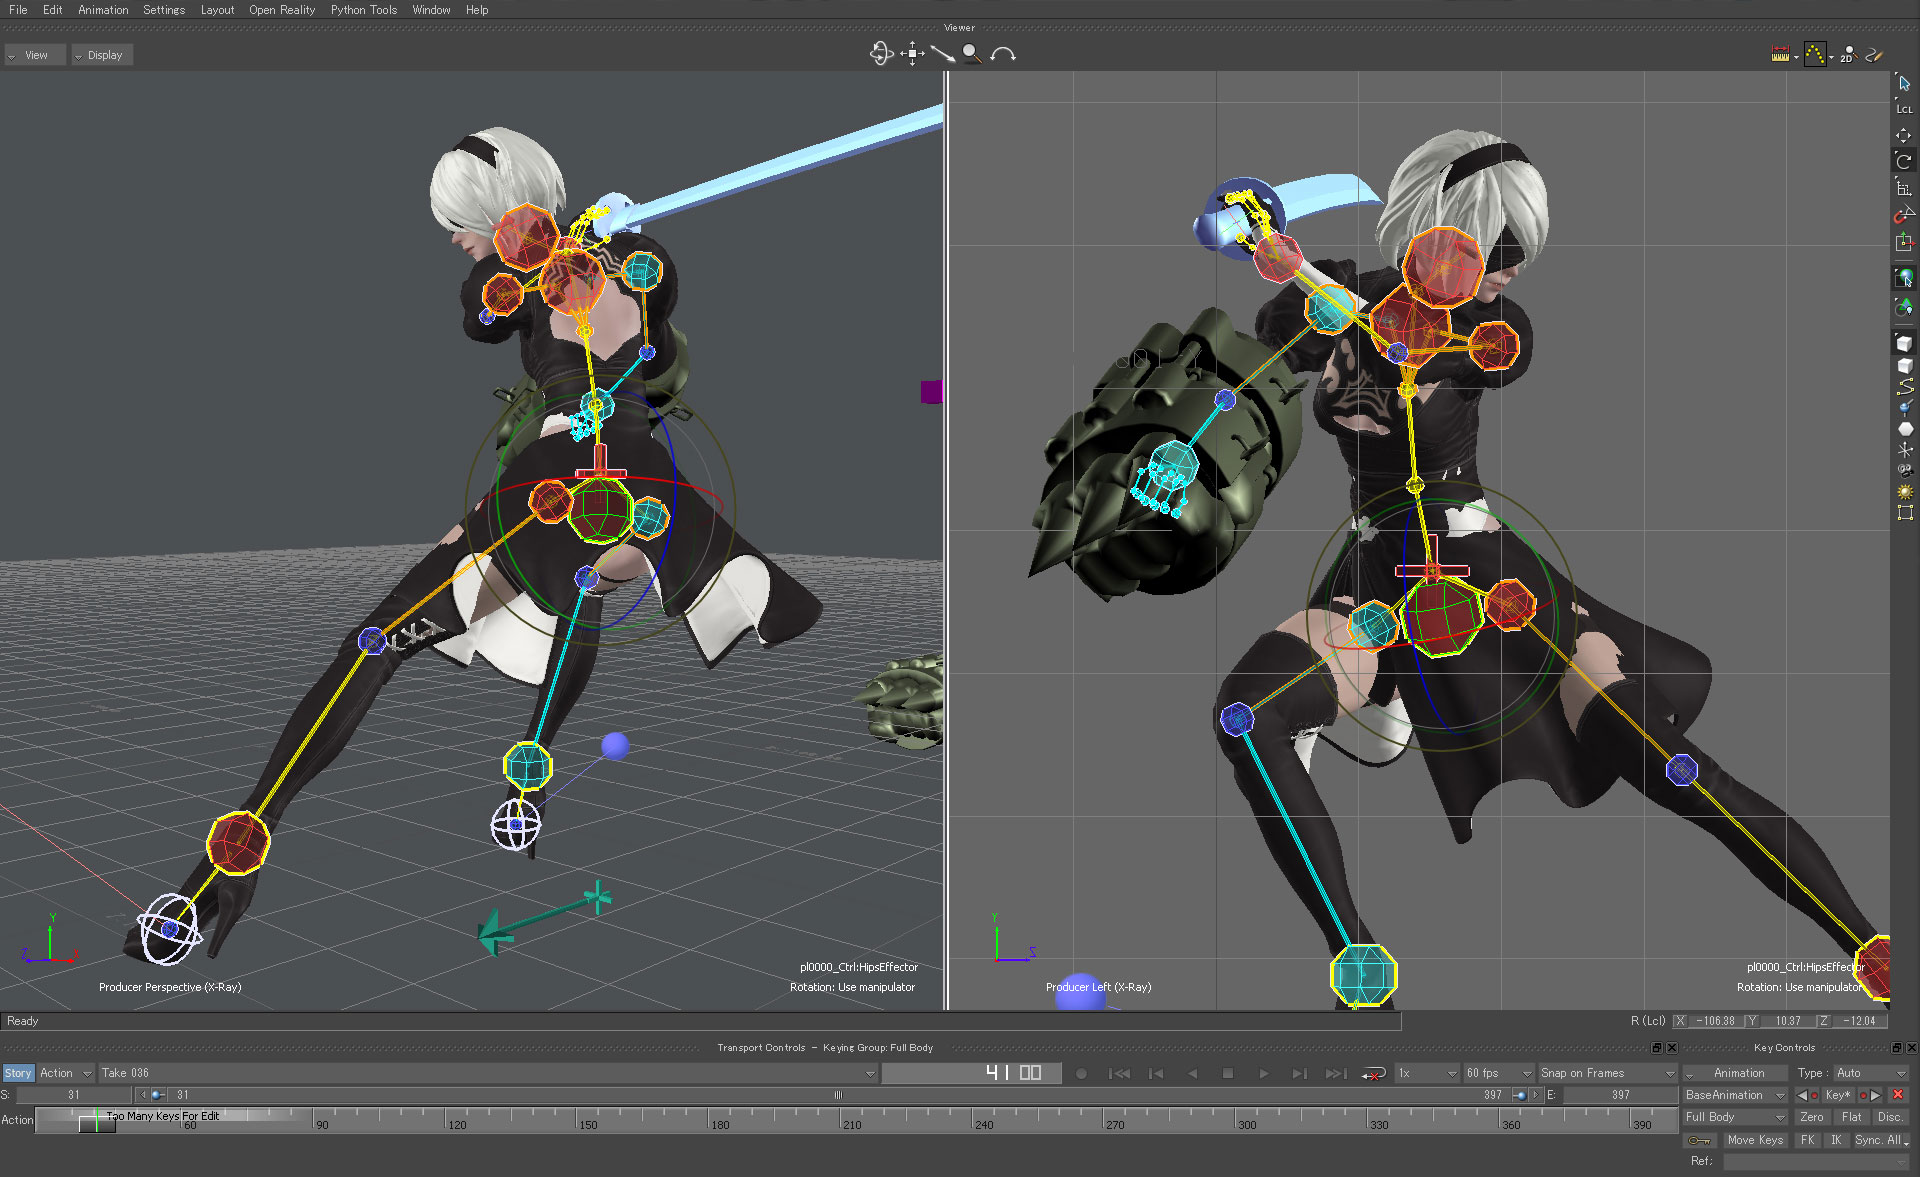 File Edit Animation Settings Layout Open Reality Python Tools Window Help
Viewer
View Display
2D
LCL
Y
Z
pl0000_Ctrl:HipsEffector
Producer Perspective (X-Ray)
Rotation: Use manipulator
Y
Z
pl0000_Ctrl:HipsEffector
Producer Left (X-Ray)
Rotation: Use manipulator
Ready
R (Lcl) X -106.38 Y 10.37 Z -12.04
Transport Controls - Keying Group: Full Body
Key Controls
Story Action Take 036 41 00 1x 60 fps Snap on Frames
Animation Type : Auto
S: 31 31 397 E: 397
BaseAnimation Key*
Action Too Many Keys For Edit
60 90 120 150 180 210 240 270 300 330 360 390
Full Body Zero Flat Disc.
Move Keys FK IK Sync. All
Ref: